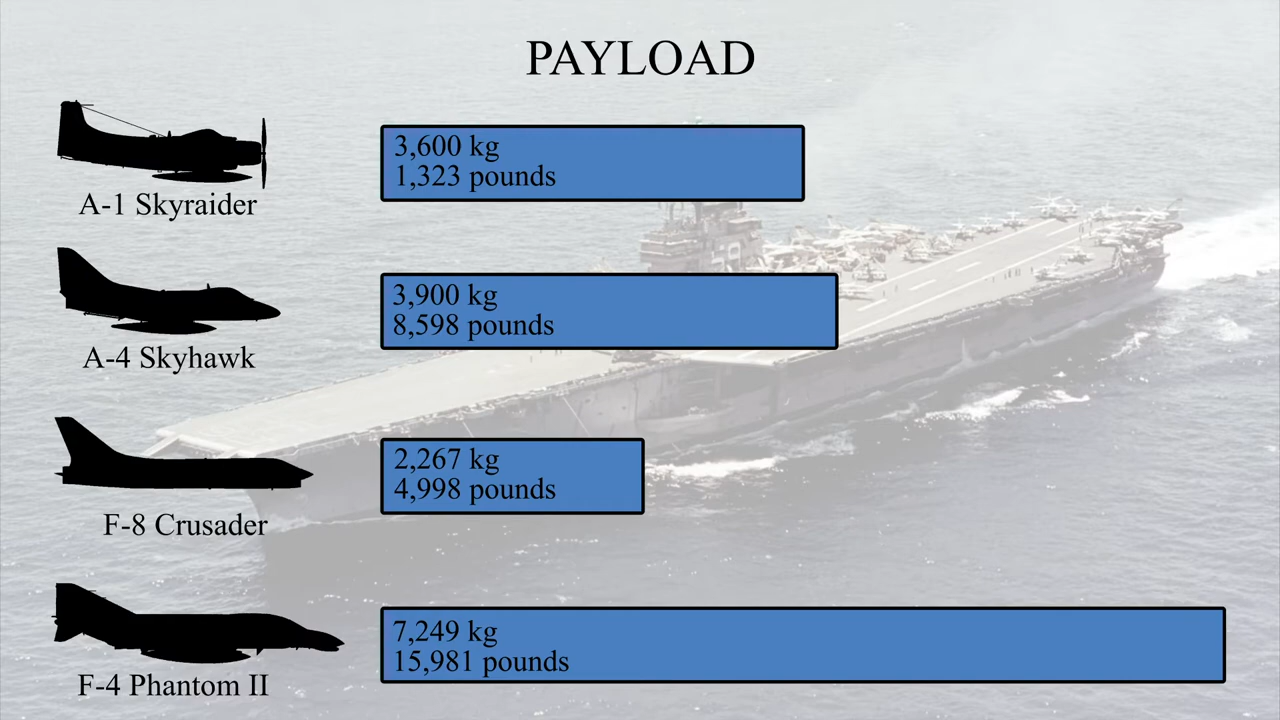 PAYLOAD
3,600 kg
1,323 pounds
A-1 Skyraider
3,900 kg
8,598 pounds
A-4 Skyhawk
2,267 kg
4,998 pounds
F-8 Crusader
7,249 kg
15,981 pounds
F-4 Phantom II